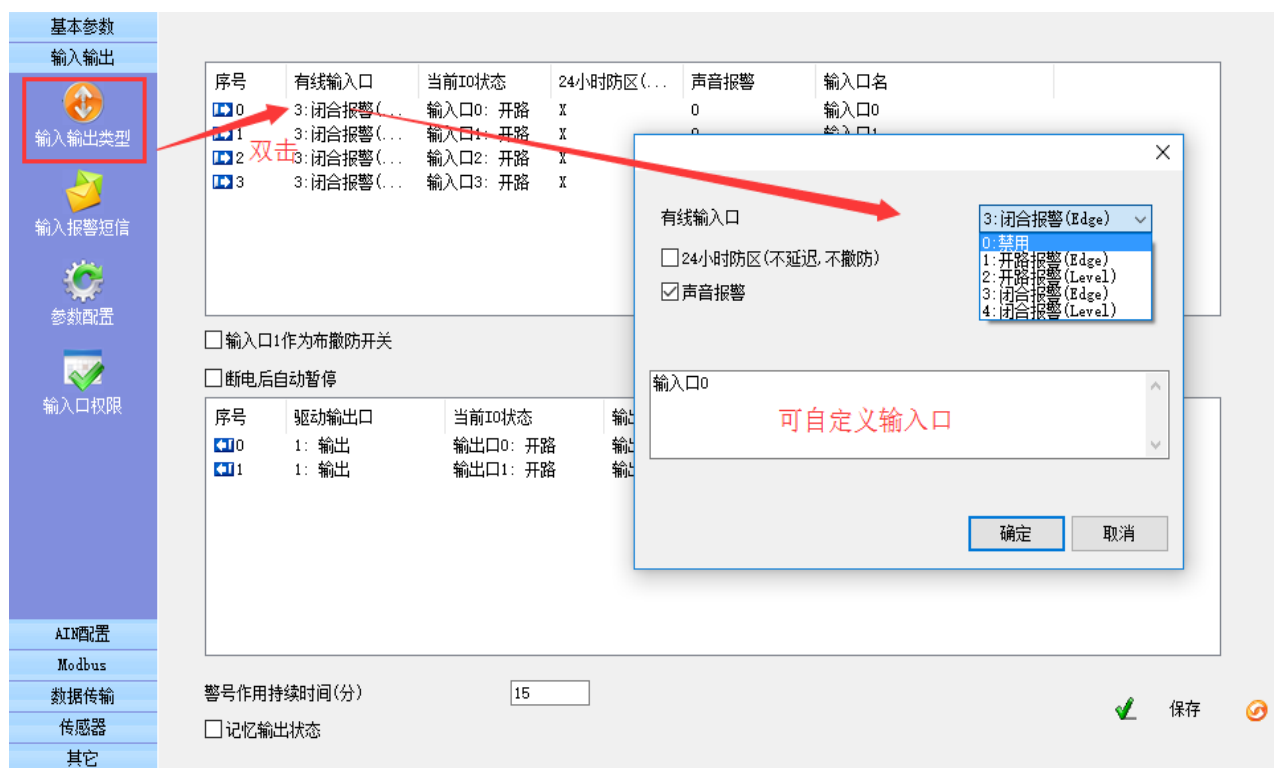 基本参数
输入输出
输入输出类型
输入报警短信
参数配置
输入口权限
AIN配置
Modbus
数据传输
传感器
其它
序号 有线输入口 当前IO状态 24小时防区(... 声音报警 输入口名
0 3:闭合报警(... 输入口0: 开路 X 0 输入口0
1 3:闭合报警(... 输入口1: 开路 X 0 输入口1
2 3:闭合报警(... 输入口2: 开路 X
3 3:闭合报警(... 输入口3: 开路 X
双击
输入口1作为布撤防开关
断电后自动暂停
序号 驱动输出口 当前IO状态 输出
0 1: 输出 输出口0: 开路 输出
1 1: 输出 输出口1: 开路 输出
有线输入口 3:闭合报警(Edge)
0:禁用
1:开路报警(Edge)
2:开路报警(Level)
3:闭合报警(Edge)
4:闭合报警(Level)
24小时防区(不延迟,不撤防)
声音报警
输入口0
可自定义输入口
确定 取消
警号作用持续时间(分) 15
记忆输出状态
保存